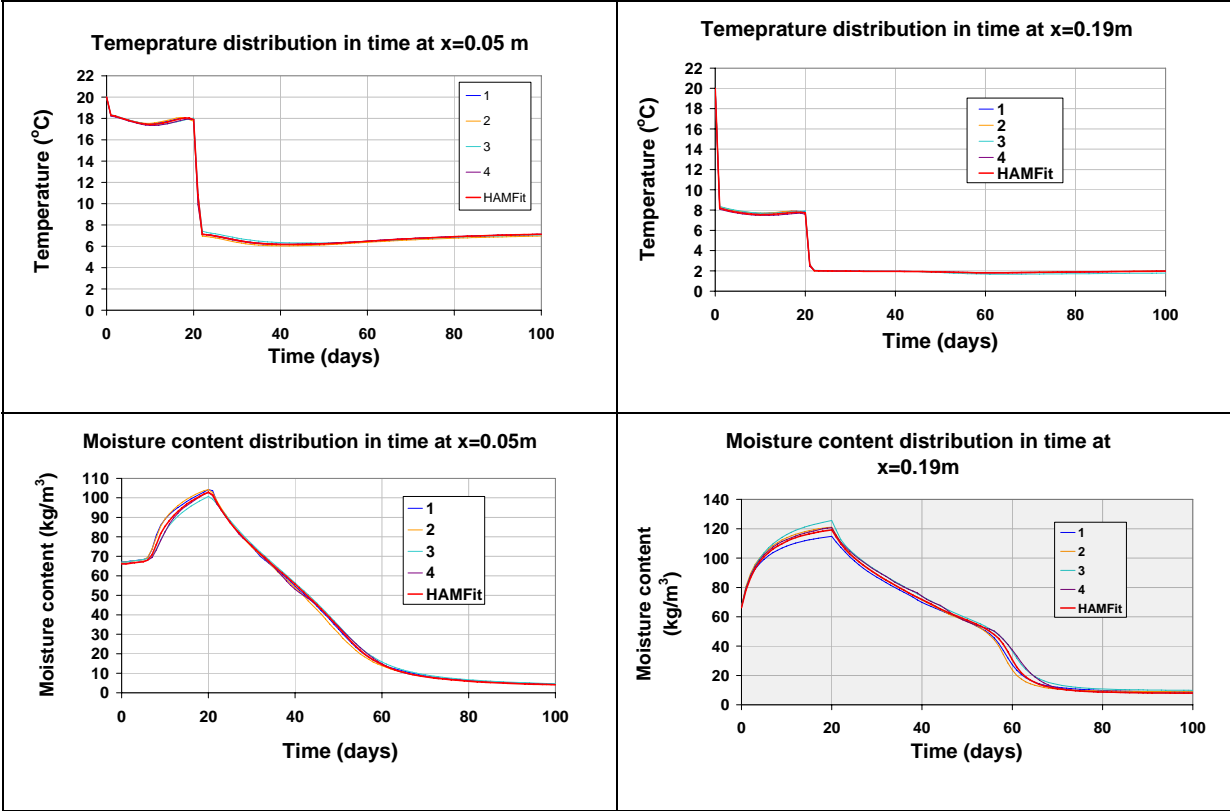 Temeprature distribution in time at x=0.05 m
Temperature (°C)
22
20
18
16
14
12
10
8
6
4
2
0
0 20 40 60 80 100
Time (days)
1
2
3
4
HAMFit
Temeprature distribution in time at x=0.19m
Temperature (°C)
22
20
18
16
14
12
10
8
6
4
2
0
0 20 40 60 80 100
Time (days)
1
2
3
4
HAMFit
Moisture content distribution in time at x=0.05m
Moisture content (kg/m³)
110
100
90
80
70
60
50
40
30
20
10
0
0 20 40 60 80 100
Time (days)
1
2
3
4
HAMFit
Moisture content distribution in time at
x=0.19m
Moisture content
(kg/m³)
140
120
100
80
60
40
20
0
0 20 40 60 80 100
Time (days)
1
2
3
4
HAMFit